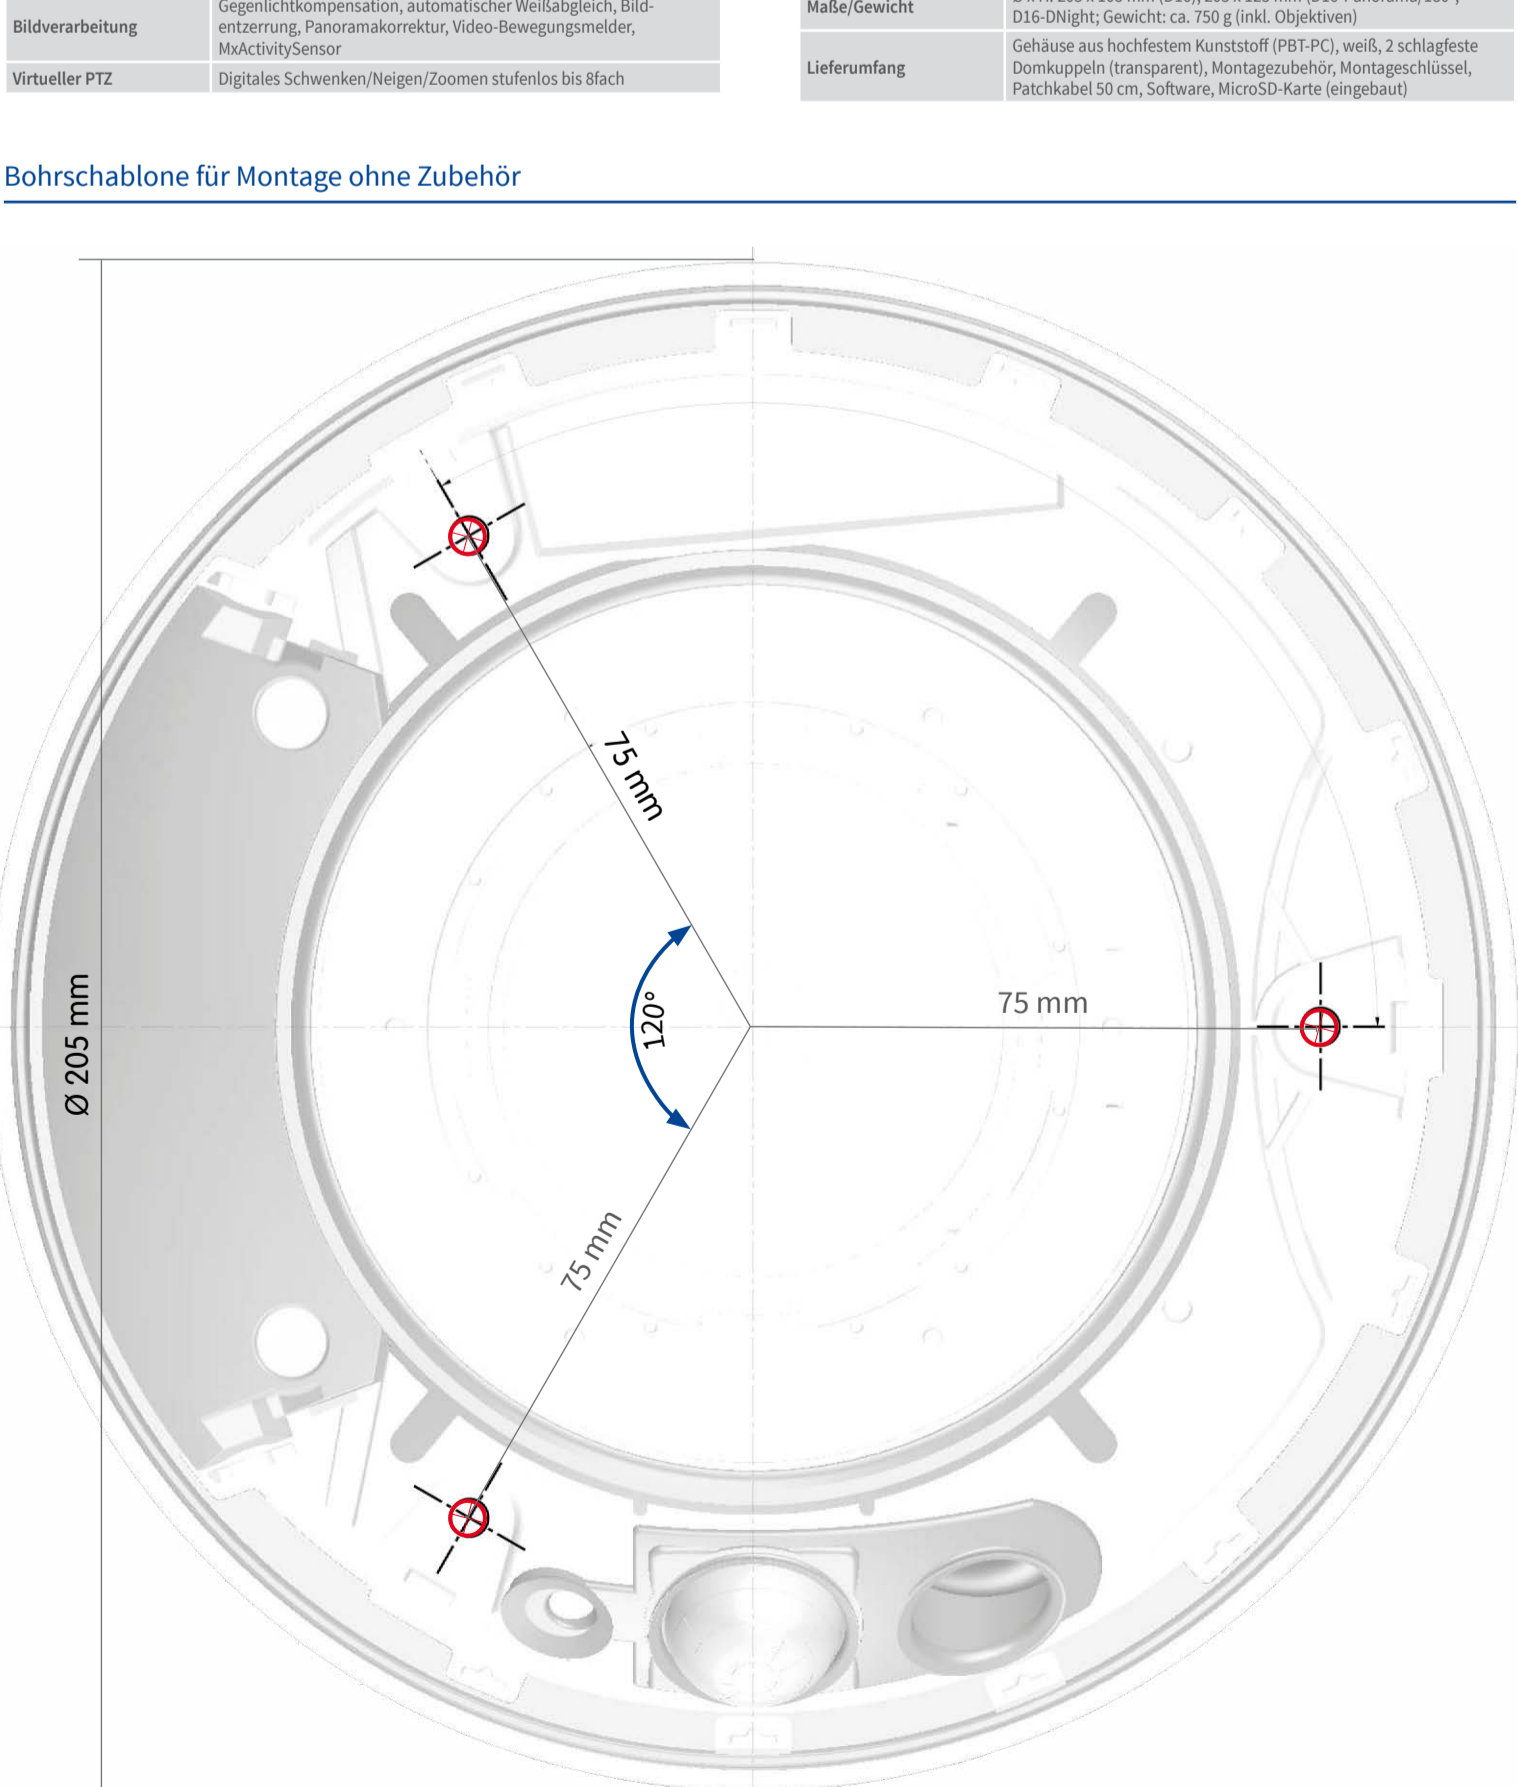 Bildverarbeitung
Gegenlichtkompensation, automatischer Weißabgleich, Bild-
entzerrung, Panoramakorrektur, Video-Bewegungsmelder,
MxActivitySensor
Virtueller PTZ
Digitales Schwenken/Neigen/Zoomen stufenlos bis 8fach
Maße/Gewicht
D16-DNight; Gewicht: ca. 750 g (inkl. Objektiven)
Lieferumfang
Gehäuse aus hochfestem Kunststoff (PBT-PC), weiß, 2 schlagfeste
Domkuppeln (transparent), Montagezubehör, Montageschlüssel,
Patchkabel 50 cm, Software, MicroSD-Karte (eingebaut)
Bohrschablone für Montage ohne Zubehör
75 mm
75 mm
120°
Ø 205 mm
75 mm